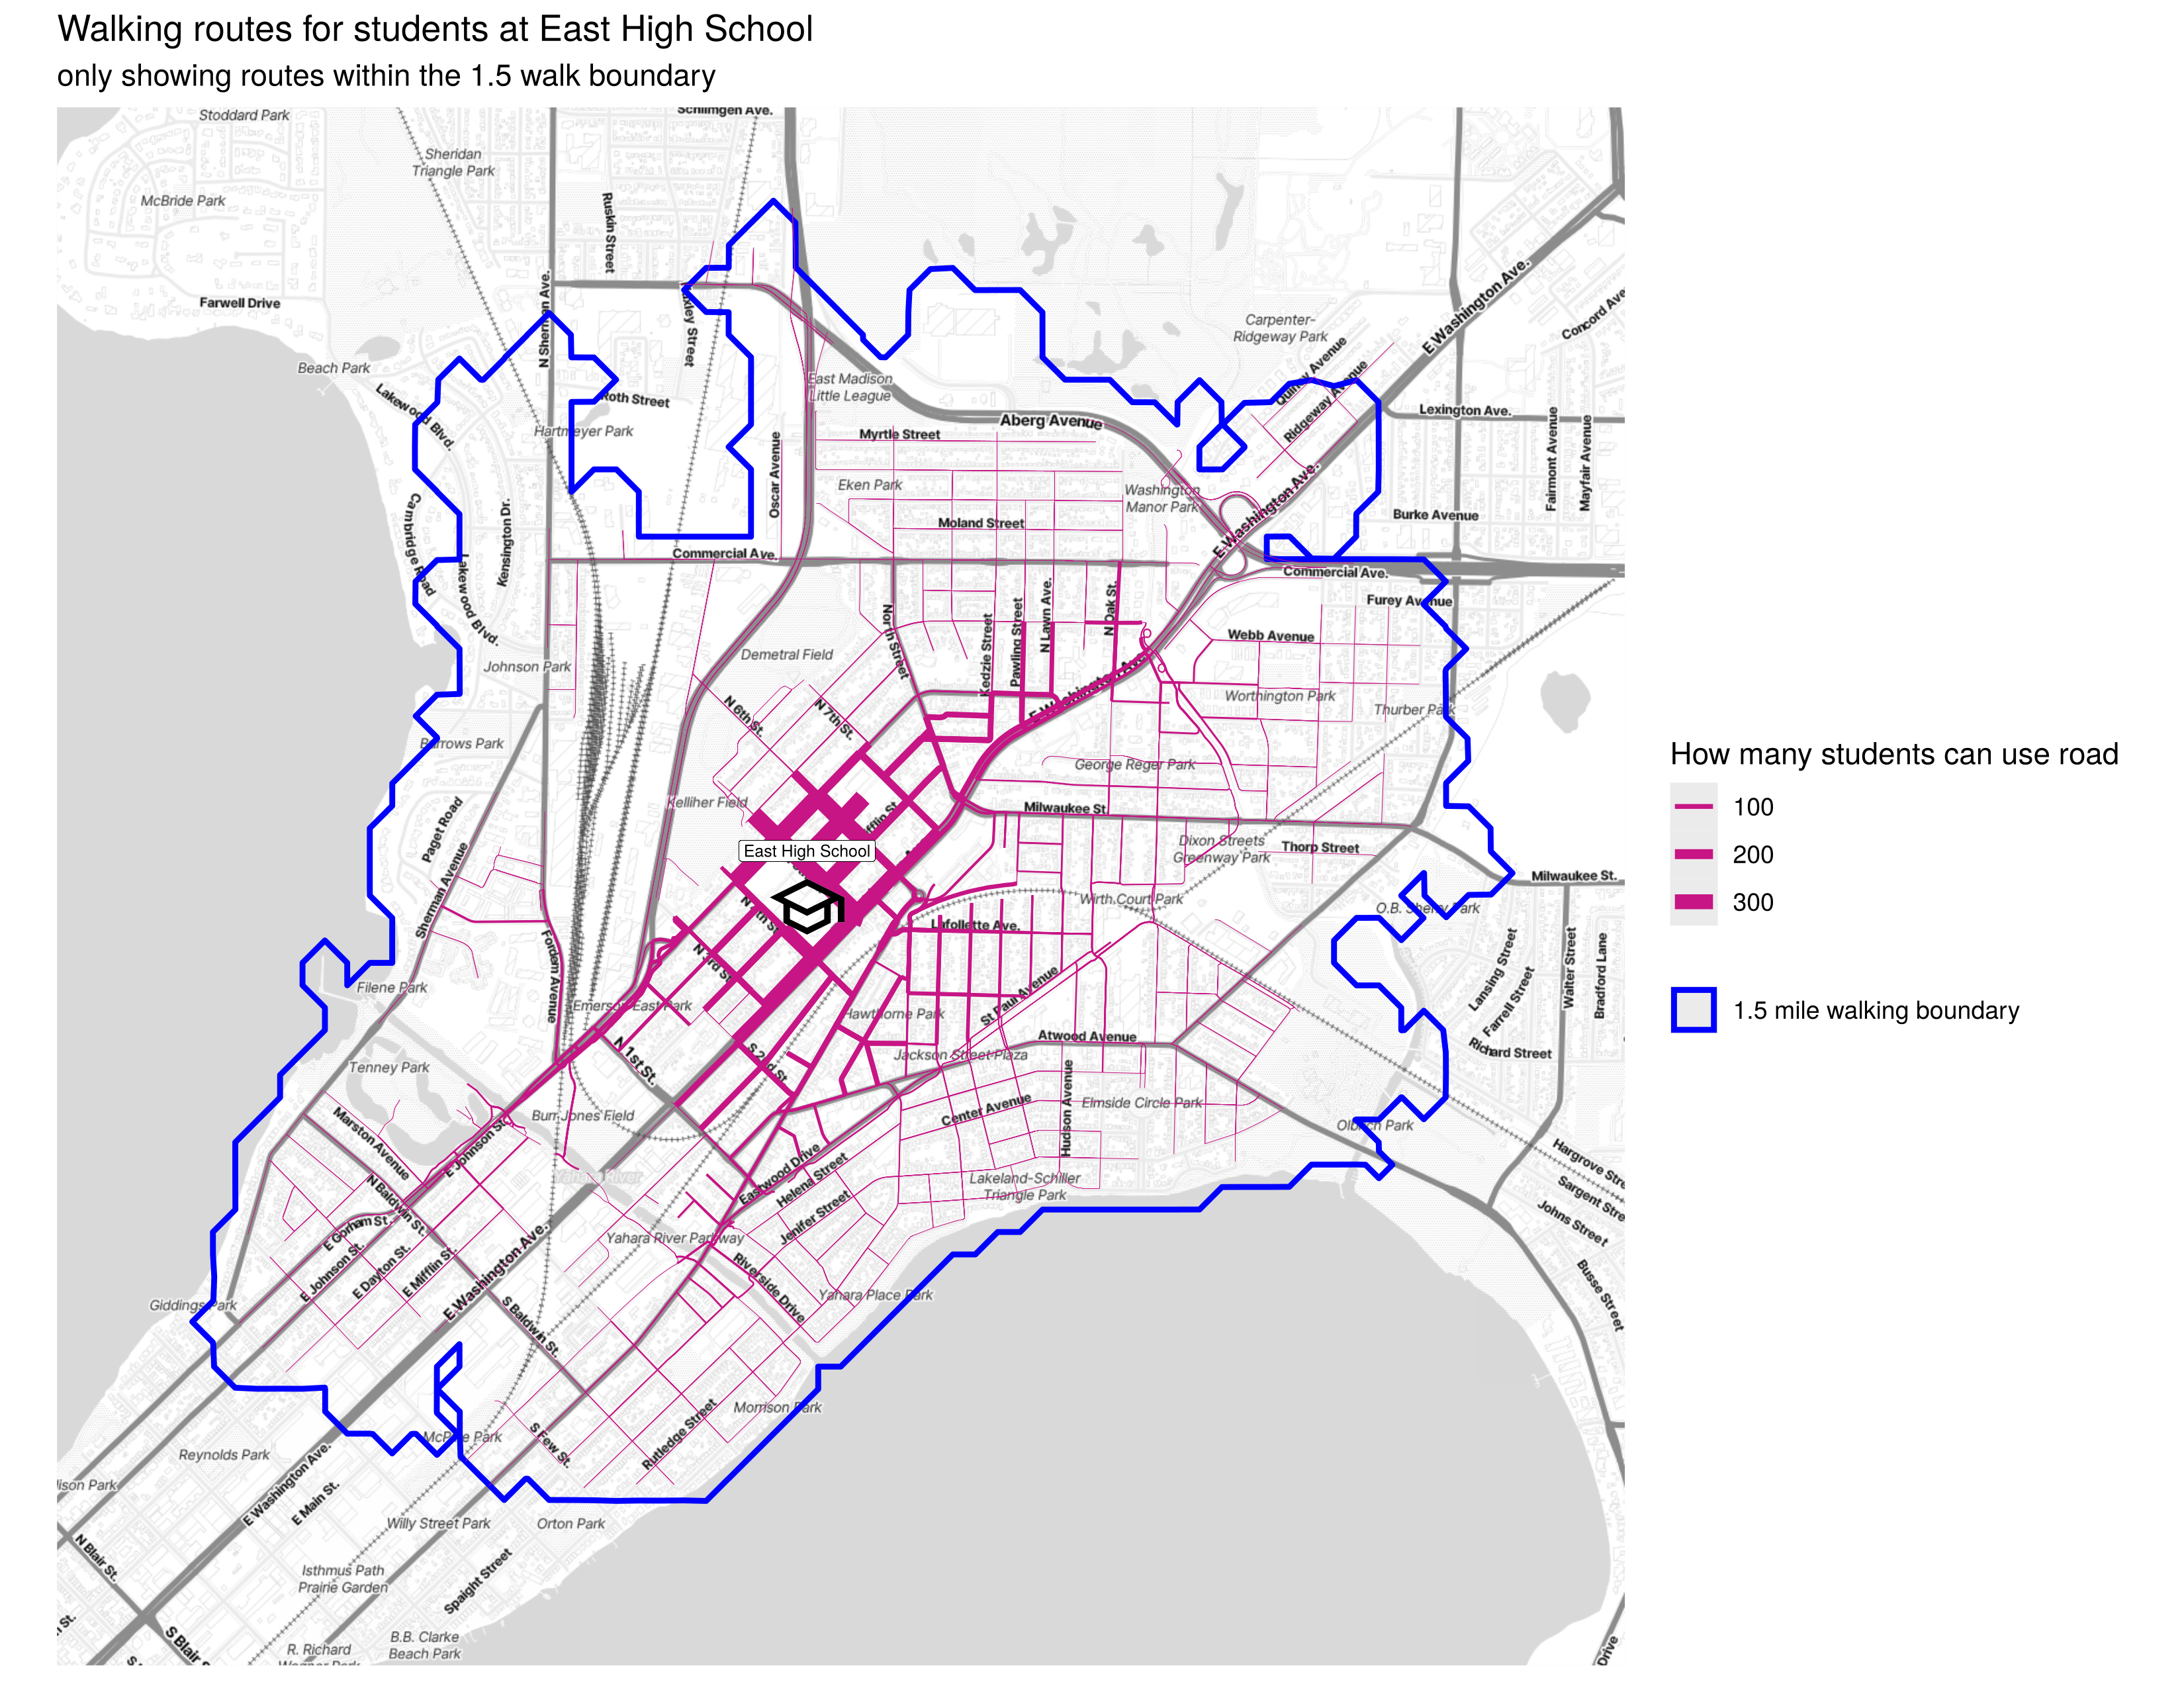 Walking routes for students at East High School
only showing routes within the 1.5 walk boundary
Schlimgen Ave.
Stoddard Park
Sheridan
Triangle Park
McBride Park
Ruskin Street
N Sherman Ave.
Farwell Drive
Beach Park
Lakewood Blvd.
Roth Street
Hartmeyer Park
East Madison
Little League
Carpenter-
Ridgeway Park
Quincy Avenue
Ridgeway Avenue
E Washington Ave.
Concord Ave
Lexington Ave.
Aberg Avenue
Myrtle Street
Oscar Avenue
Fairmont Avenue
Mayfair Avenue
Eken Park
Washington
Manor Park
Moland Street
E Washington Ave.
Burke Avenue
Cambridge Road
Kensington Dr.
Lakewood Blvd.
Commercial Ave.
Commercial Ave.
Furey Avenue
North Street
Kedzie Street
Pawling Street
N Lawn Ave.
N Oak St.
Webb Avenue
Demetral Field
Johnson Park
Worthington Park
Thurber Park
N 6th St.
N 7th St.
E Washington Ave.
Burrows Park
George Reger Park
Kelliher Field
Milwaukee St.
Paget Road
Sherman Avenue
East High School
Dixon Streets
Greenway Park
Thorp Street
Milwaukee St.
Wirth Court Park
O.B. Sherry Park
N 4th St.
Lafollette Ave.
N 3rd St.
Fordem Avenue
Filene Park
Emerson East Park
Hawthorne Park
St Paul Avenue
Lansing Street
Farrell Street
Walter Street
Bradford Lane
Richard Street
Atwood Avenue
Jackson Street Plaza
N 1st St.
S 2nd St.
Tenney Park
Burr Jones Field
Marston Avenue
E Johnson St.
Center Avenue
Hudson Avenue
Elmside Circle Park
Olbrich Park
Hargrove Stre
Sargent Stre
Johns Street
Busse Street
Yahara River
Eastwood Drive
Helena Street
Jenifer Street
Lakeland-Schiller
Triangle Park
N Baldwin St.
E Gorham St.
E Johnson St.
E Dayton St.
E Mifflin St.
E Washington Ave.
Yahara River Parkway
Riverside Drive
Yahara Place Park
Giddings Park
S Baldwin St.
Morrison Park
McPike Park
S Few St.
Rutledge Street
Reynolds Park
E Washington Ave.
E Main St.
Willy Street Park
Orton Park
N Blair St.
Isthmus Path
Prairie Garden
Spaight Street
S Blair S
R. Richard
B.B. Clarke
Beach Park
Drive
How many students can use road
100
200
300
1.5 mile walking boundary